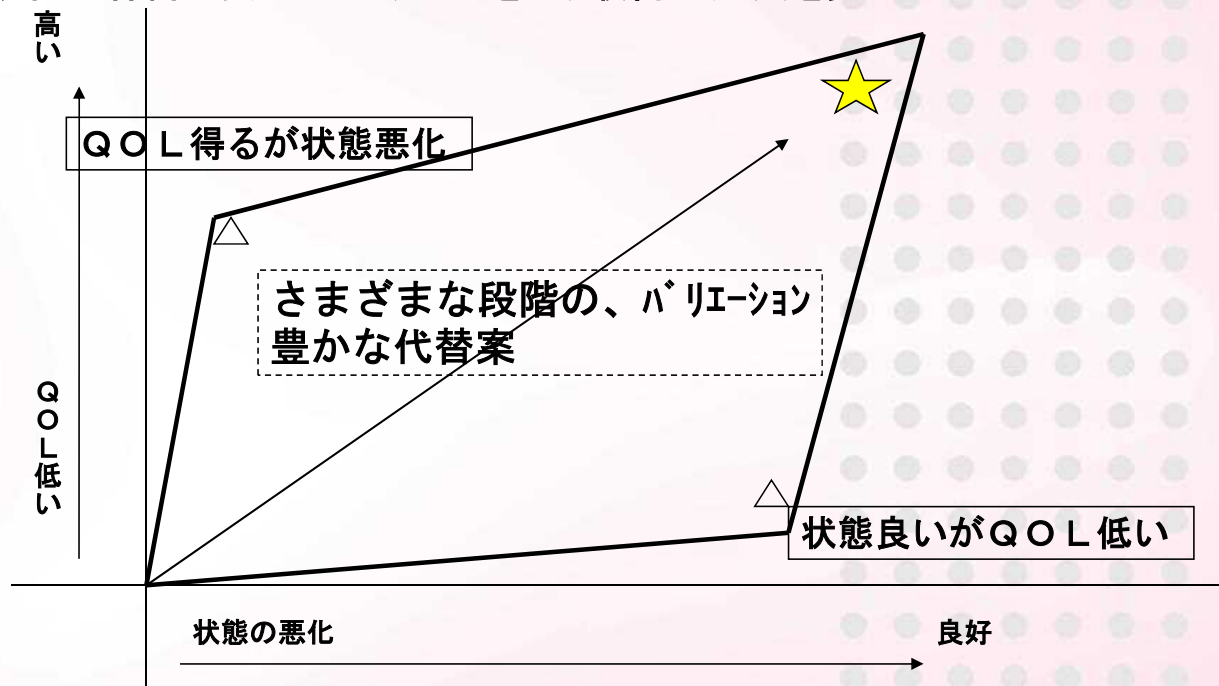 高い
ＱＯＬ得るが状態悪化
さまざまな段階の、ﾊﾞﾘｴｰｼｮﾝ
豊かな代替案
ＱＯＬ低い
状態良いがＱＯＬ低い
状態の悪化
良好